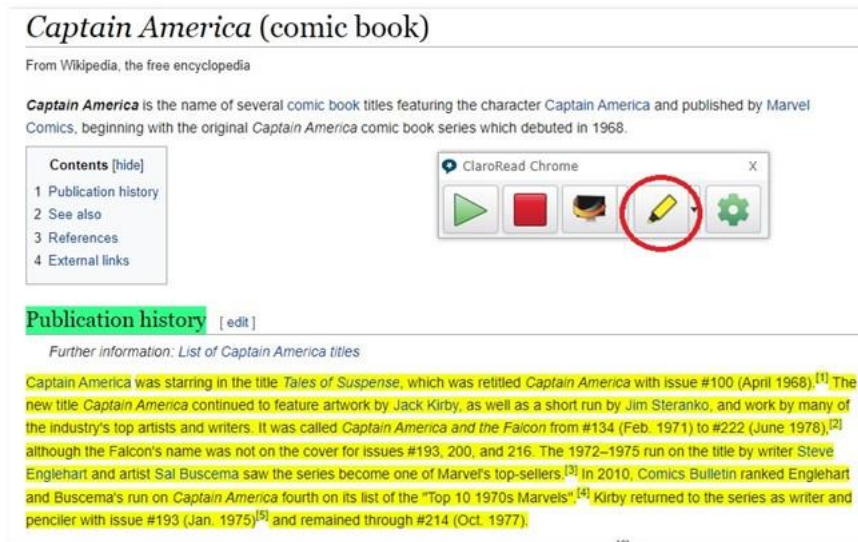 Captain America (comic book)
From Wikipedia, the free encyclopedia
Captain America is the name of several comic book titles featuring the character Captain America and published by Marvel
Comics, beginning with the original Captain America comic book series which debuted in 1968.
Contents [hide]
1 Publication history
2 See also
3 References
4 External links
ClaroRead Chrome X
Publication history [ edit ]
Further information: List of Captain America titles
Captain America was starring in the title Tales of Suspense, which was retitled Captain America with issue #100 (April 1968).[1] The
new title Captain America continued to feature artwork by Jack Kirby, as well as a short run by Jim Steranko, and work by many of
the industry's top artists and writers. It was called Captain America and the Falcon from #134 (Feb. 1971) to #222 (June 1978),[2]
although the Falcon's name was not on the cover for issues #193, 200, and 216. The 1972–1975 run on the title by writer Steve
Englehart and artist Sal Buscema saw the series become one of Marvel's top-sellers.[3] In 2010, Comics Bulletin ranked Englehart
and Buscema's run on Captain America fourth on its list of the "Top 10 1970s Marvels".[4] Kirby returned to the series as writer and
penciler with issue #193 (Jan. 1975)[5] and remained through #214 (Oct. 1977).